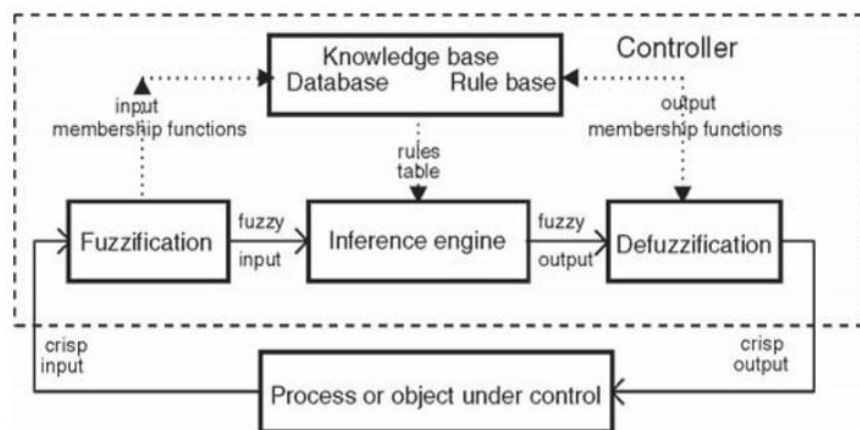 Knowledge base
Controller
Database Rule base
input
membership functions
output
membership functions
rules
table
Fuzzification
fuzzy
input
Inference engine
fuzzy
output
Defuzzification
crisp
input
crisp
output
Process or object under control